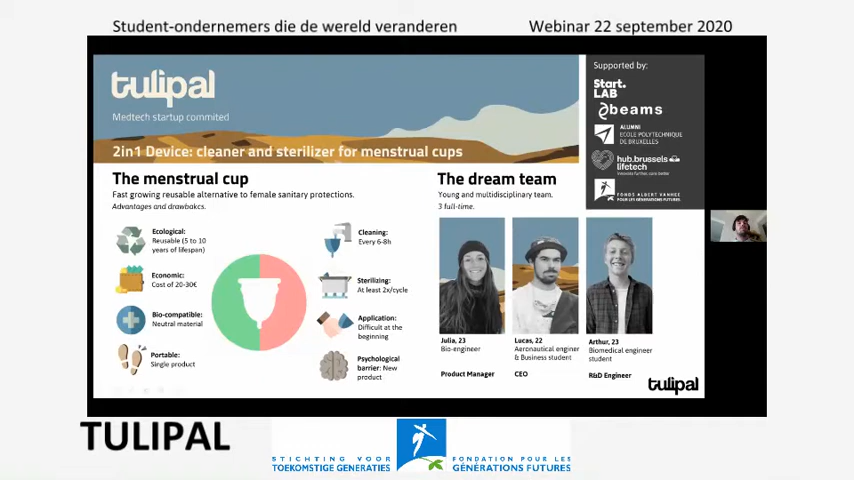 Student-ondernemers die de wereld veranderen
Webinar 22 september 2020
tulipal
Medtech startup commited
2in1 Device: cleaner and sterilizer for menstrual cups
Supported by:
Start.
LAB
beams
ALUMNI
ECOLE POLYTECHNIQUE
DE BRUXELLES
hub.brussels
lifetech
FONDS ALBERT VANHEE
POUR LES GÉNÉRATIONS FUTURES.
The menstrual cup
Fast growing reusable alternative to female sanitary protections.
Advantages and drawbakcs.
Ecological:
Reusable (5 to 10
years of lifespan)
Economic:
Cost of 20-30€
Bio-compatible:
Neutral material
Portable:
Single product
Cleaning:
Every 6-8h
Sterilizing:
At least 2x/cycle
Application:
Difficult at the
beginning
Psychological
barrier: New
product
The dream team
Young and multidisciplinary team.
3 full-time.
Julia, 23
Bio-engineer
Product Manager
Lucas, 22
Aeronautical enginer
& Business student
CEO
Arthur, 23
Biomedical engineer
student
R&D Engineer
tulipal
TULIPAL
STICHTING VOOR
TOEKOMSTIGE GENERATIES
FONDATION POUR LES
GÉNÉRATIONS FUTURES